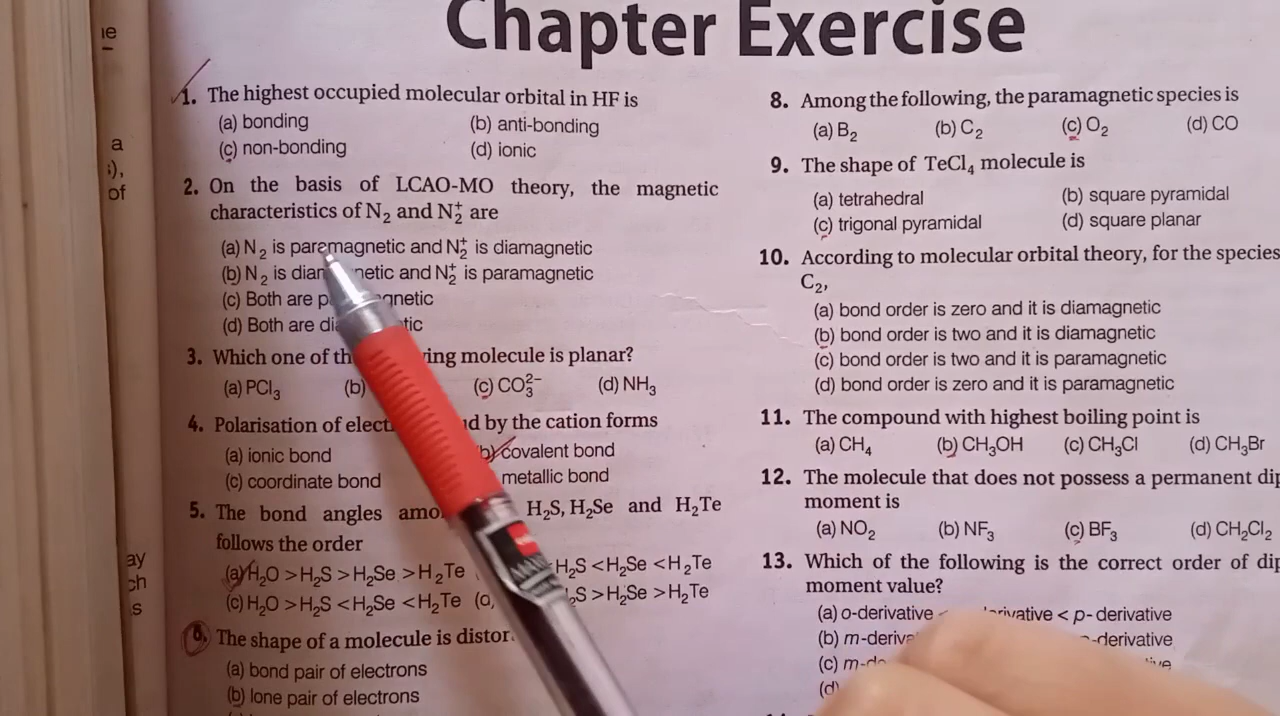 ie
a
;),
of
ay
ch
.s
Chapter Exercise
1. The highest occupied molecular orbital in HF is
(a) bonding (b) anti-bonding
(c) non-bonding (d) ionic
2. On the basis of LCAO-MO theory, the magnetic
characteristics of N₂ and N₂⁺ are
(a) N₂ is paramagnetic and N₂⁺ is diamagnetic
(b) N₂ is netic and N₂⁺ is paramagnetic
(c) Both are gnetic
(d) Both are tic
3. Which one of ing molecule is planar?
(a) PCl₃ (b) (c) CO₃²⁻ (d) NH₃
4. Polarisation of by the cation forms
(a) ionic bond (b) covalent bond
(c) coordinate bond metallic bond
5. The bond angles H₂S, H₂Se and H₂Te
follows the order
(a) H₂O > H₂S > H₂Se > H₂Te H₂S < H₂Se < H₂Te
(c) H₂O > H₂S < H₂Se < H₂Te S > H₂Se > H₂Te
6. The shape of a molecule is
(a) bond pair of electrons
(b) lone pair of electrons
8. Among the following, the paramagnetic species is
(a) B₂ (b) C₂ (c) O₂ (d) CO
9. The shape of TeCl₄ molecule is
(a) tetrahedral (b) square pyramidal
(c) trigonal pyramidal (d) square planar
10. According to molecular orbital theory, for the species
C₂,
(a) bond order is zero and it is diamagnetic
(b) bond order is two and it is diamagnetic
(c) bond order is two and it is paramagnetic
(d) bond order is zero and it is paramagnetic
11. The compound with highest boiling point is
(a) CH₄ (b) CH₃OH (c) CH₃Cl (d) CH₃Br
12. The molecule that does not possess a permanent dip
moment is
(a) NO₂ (b) NF₃ (c) BF₃ (d) CH₂Cl₂
13. Which of the following is the correct order of dip
moment value?
(a) o-derivative < rivative < p- derivative
(b) m-deriva -derivative
(c) m-de ive
(d)